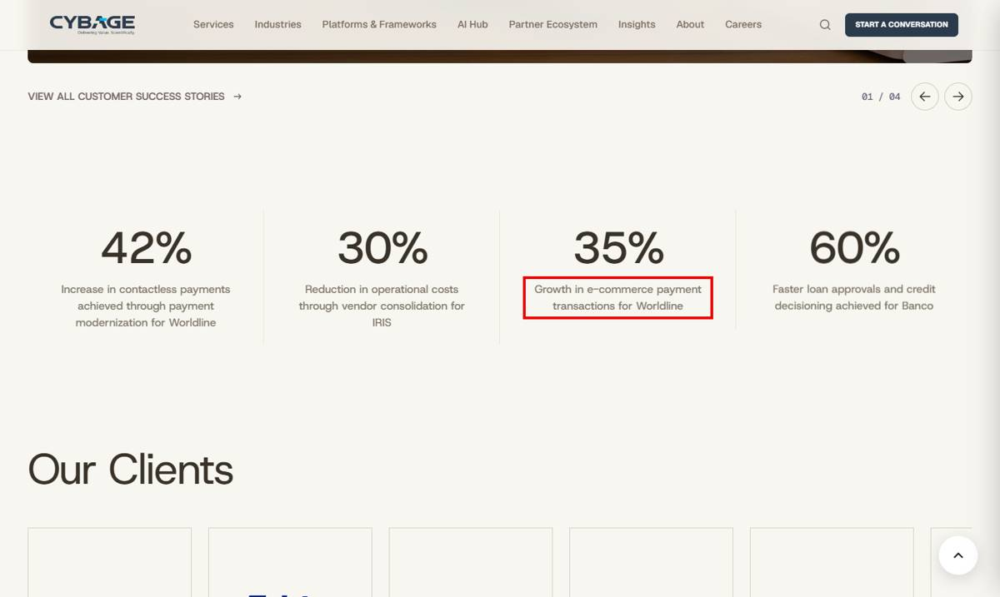 CYBAGE
Delivering Value. Scientifically.
Services
Industries
Platforms & Frameworks
AI Hub
Partner Ecosystem
Insights
About
Careers
START A CONVERSATION
VIEW ALL CUSTOMER SUCCESS STORIES →
01 / 04
42%
Increase in contactless payments
achieved through payment
modernization for Worldline
30%
Reduction in operational costs
through vendor consolidation for
IRIS
35%
Growth in e-commerce payment
transactions for Worldline
60%
Faster loan approvals and credit
decisioning achieved for Banco
Our Clients